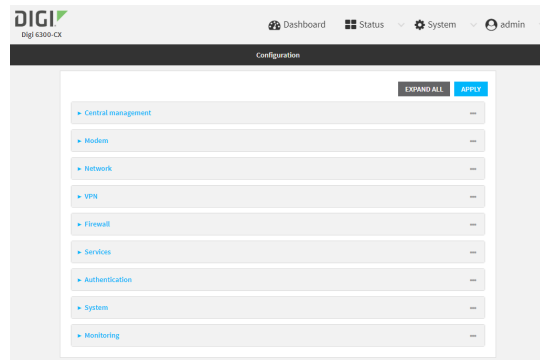 DIGI
Digi 6300-CX
Dashboard Status System admin
Configuration
EXPAND ALL APPLY
Central management
Modem
Network
VPN
Firewall
Services
Authentication
System
Monitoring